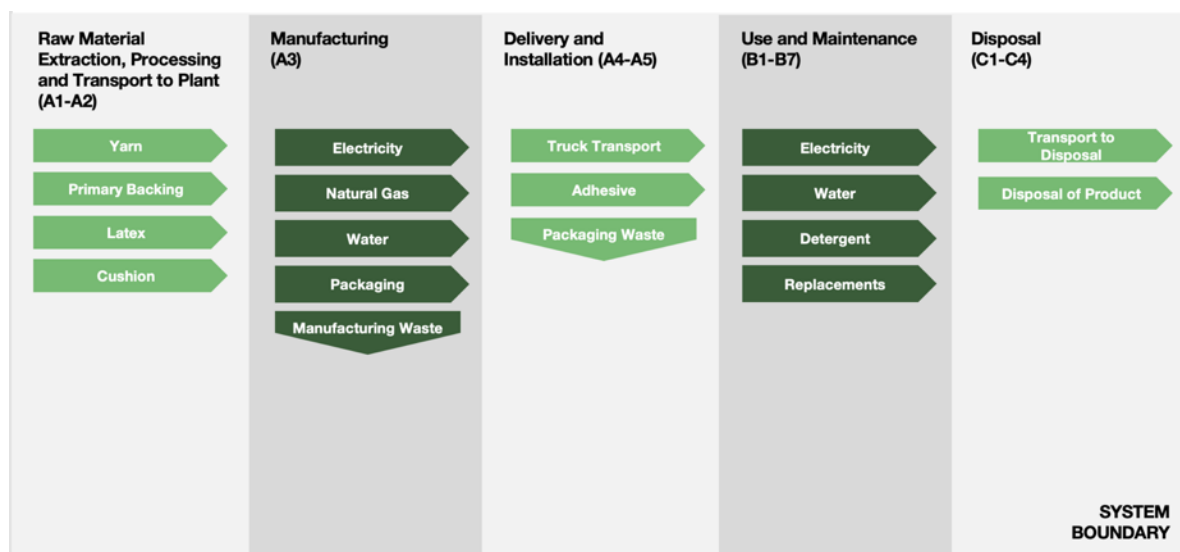 Raw Material
Extraction, Processing
and Transport to Plant
(A1-A2)
Yarn
Primary Backing
Latex
Cushion
Manufacturing
(A3)
Electricity
Natural Gas
Water
Packaging
Manufacturing Waste
Delivery and
Installation (A4-A5)
Truck Transport
Adhesive
Packaging Waste
Use and Maintenance
(B1-B7)
Electricity
Water
Detergent
Replacements
Disposal
(C1-C4)
Transport to
Disposal
Disposal of Product
SYSTEM
BOUNDARY